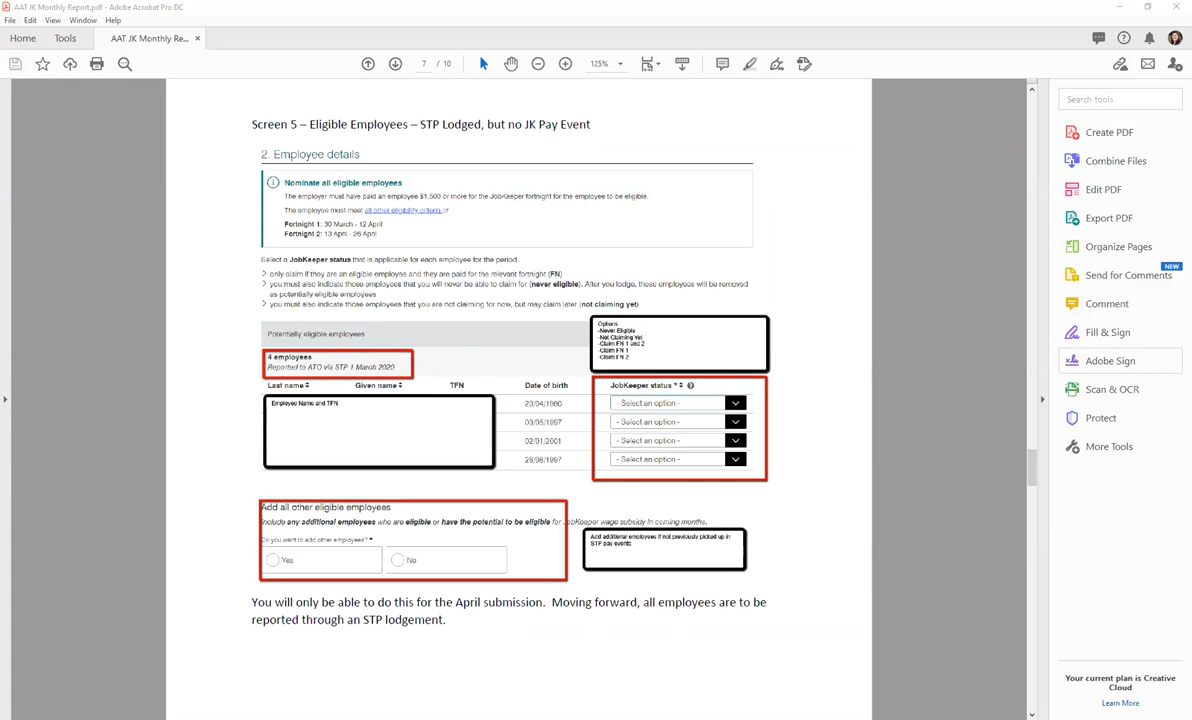 AAT JK Monthly Report.pdf - Adobe Acrobat Pro DC
File Edit View Window Help
Home Tools AAT JK Monthly Re... ×
7 / 10 125%
Search tools
Create PDF
Combine Files
Edit PDF
Export PDF
Organize Pages
NEW
Send for Comments
Comment
Fill & Sign
Adobe Sign
Scan & OCR
Protect
More Tools
Your current plan is Creative
Cloud
Learn More
Screen 5 – Eligible Employees – STP Lodged, but no JK Pay Event
2. Employee details
Nominate all eligible employees
The employer must have paid an employee $1,500 or more for the JobKeeper fortnight for the employee to be eligible.
The employee must meet all other eligibility criteria
Fortnight 1: 30 March - 12 April
Fortnight 2: 13 April - 26 April
Select a JobKeeper status that is applicable for each employee for the period.
> only claim if they are an eligible employee and they are paid for the relevant fortnight (FN)
> you must also indicate those employees that you will never be able to claim for (never eligible). After you lodge, those employees will be removed
as potentially eligible employees
> you must also indicate those employees that you are not claiming for now, but may claim later (not claiming yet)
Potentially eligible employees
Options
-Never Eligible
-Not Claiming Yet
-Claim FN 1 and 2
-Claim FN 1
-Claim FN 2
4 employees
Reported to ATO via STP 1 March 2020
Last name Given name TFN Date of birth JobKeeper status *
Employee Name and TFN
23/04/1980 - Select an option -
03/05/1997 - Select an option -
02/01/2001 - Select an option -
28/08/1997 - Select an option -
Add all other eligible employees
Include any additional employees who are eligible or have the potential to be eligible for JobKeeper wage subsidy in coming months.
Do you want to add other employees? *
Yes No
Add additional employees if not previously picked up in
STP pay events
You will only be able to do this for the April submission. Moving forward, all employees are to be
reported through an STP lodgement.